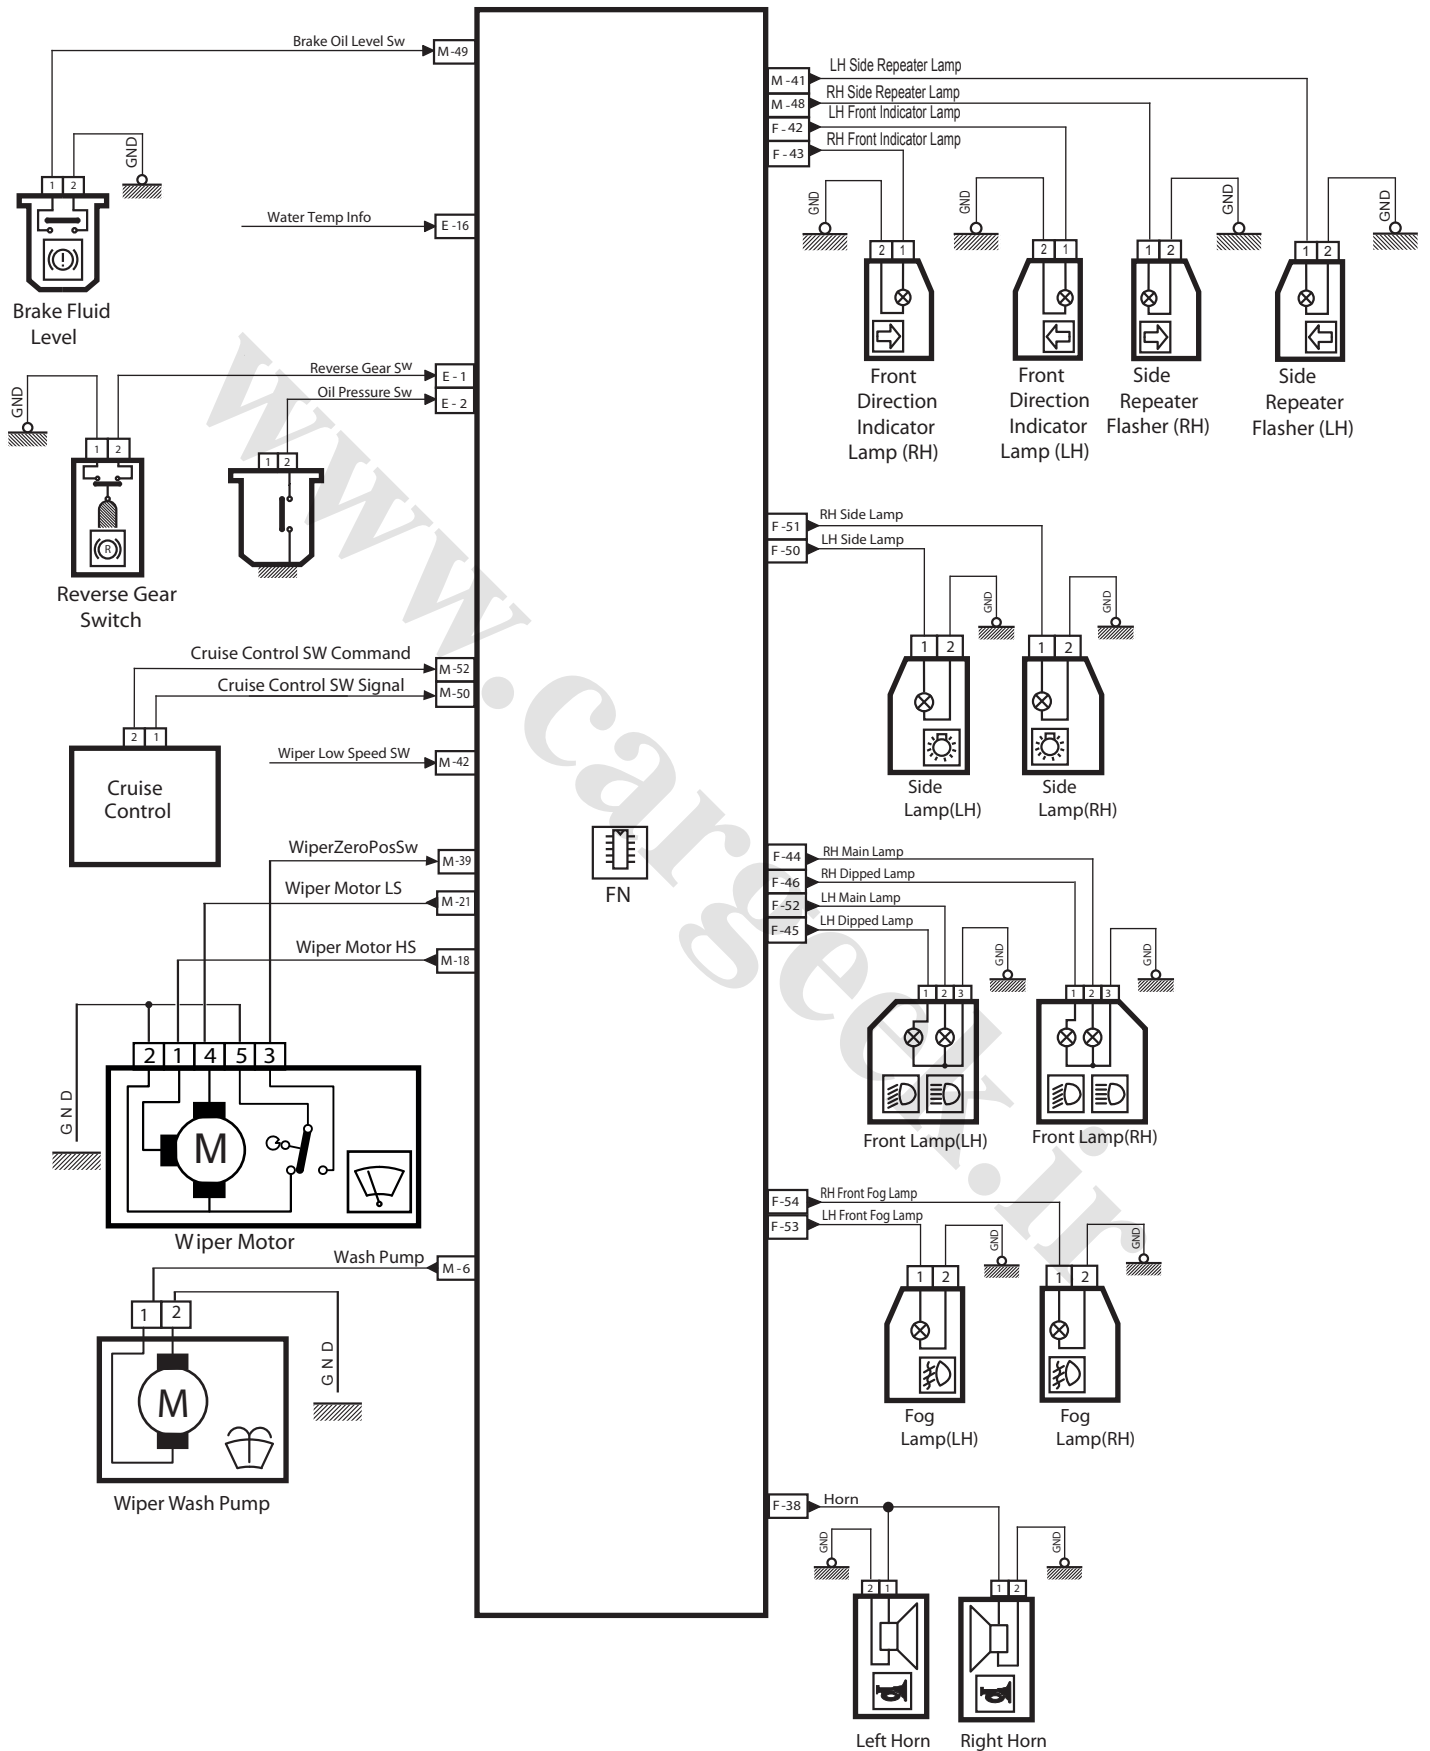 Brake Oil Level Sw
M-49
GND
1 2
Brake Fluid
Level
Water Temp Info
E-16
Reverse Gear SW
E-1
Oil Pressure Sw
E-2
GND
1 2
R
Reverse Gear
Switch
1 2
Cruise Control SW Command
M-52
Cruise Control SW Signal
M-50
2 1
Cruise
Control
Wiper Low Speed SW
M-42
WiperZeroPosSw
M-39
Wiper Motor LS
M-21
Wiper Motor HS
M-18
GND
2 1 4 5 3
M
Wiper Motor
Wash Pump
M-6
1 2
GND
M
Wiper Wash Pump
FN
M-41
LH Side Repeater Lamp
M-48
RH Side Repeater Lamp
F-42
LH Front Indicator Lamp
F-43
RH Front Indicator Lamp
GND
GND
GND
GND
2 1
2 1
1 2
1 2
Front
Direction
Indicator
Lamp (RH)
Front
Direction
Indicator
Lamp (LH)
Side
Repeater
Flasher (RH)
Side
Repeater
Flasher (LH)
F-51
RH Side Lamp
F-50
LH Side Lamp
GND
GND
1 2
1 2
Side
Lamp(LH)
Side
Lamp(RH)
F-44
RH Main Lamp
F-46
RH Dipped Lamp
F-52
LH Main Lamp
F-45
LH Dipped Lamp
GND
GND
1 2 3
1 2 3
Front Lamp(LH)
Front Lamp(RH)
F-54
RH Front Fog Lamp
F-53
LH Front Fog Lamp
GND
GND
1 2
1 2
Fog
Lamp(LH)
Fog
Lamp(RH)
F-38
Horn
GND
GND
2 1
1 2
Left Horn
Right Horn
www.cargeek.ir